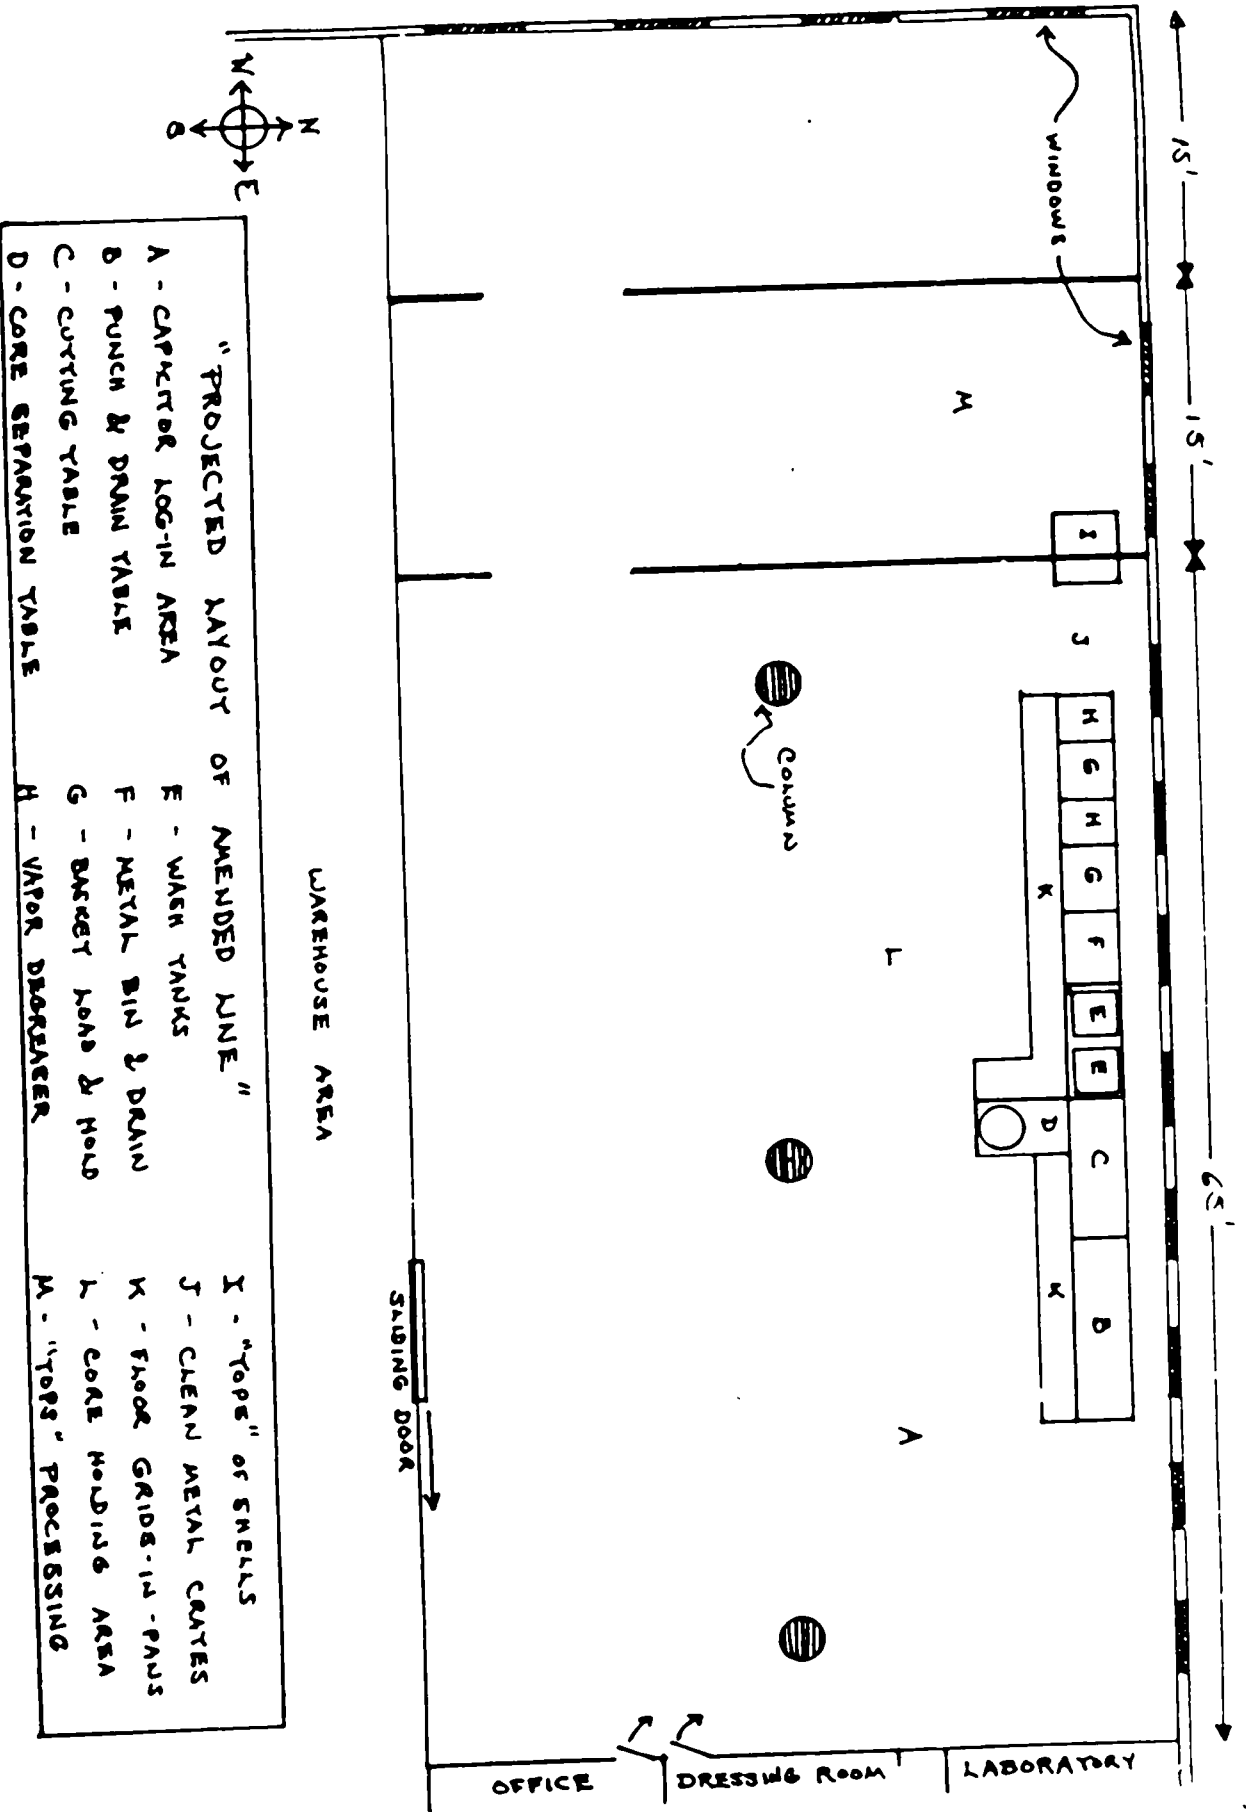 15'
15'
65'
WINDOWS
M
I
J
H
G
H
G
F
E
E
C
B
K
D
K
COLUMN
L
A
LABORATORY
DRESSING ROOM
OFFICE
SLIDING DOOR
WAREHOUSE AREA
N
W
E
S
"PROJECTED LAYOUT OF AMENDED LINE"
A - CAPACITOR LOG-IN AREA
B - PUNCH & DRAIN TABLE
C - CUTTING TABLE
D - CORE SEPARATION TABLE
E - WASH TANKS
F - METAL BIN & DRAIN
G - BASKET LOAD & HOLD
H - VAPOR DEGREASER
I - "TOPS" OF SHELLS
J - CLEAN METAL CRATES
K - FLOOR GRIDS-IN-PANS
L - CORE HOLDING AREA
M - "TOPS" PROCESSING